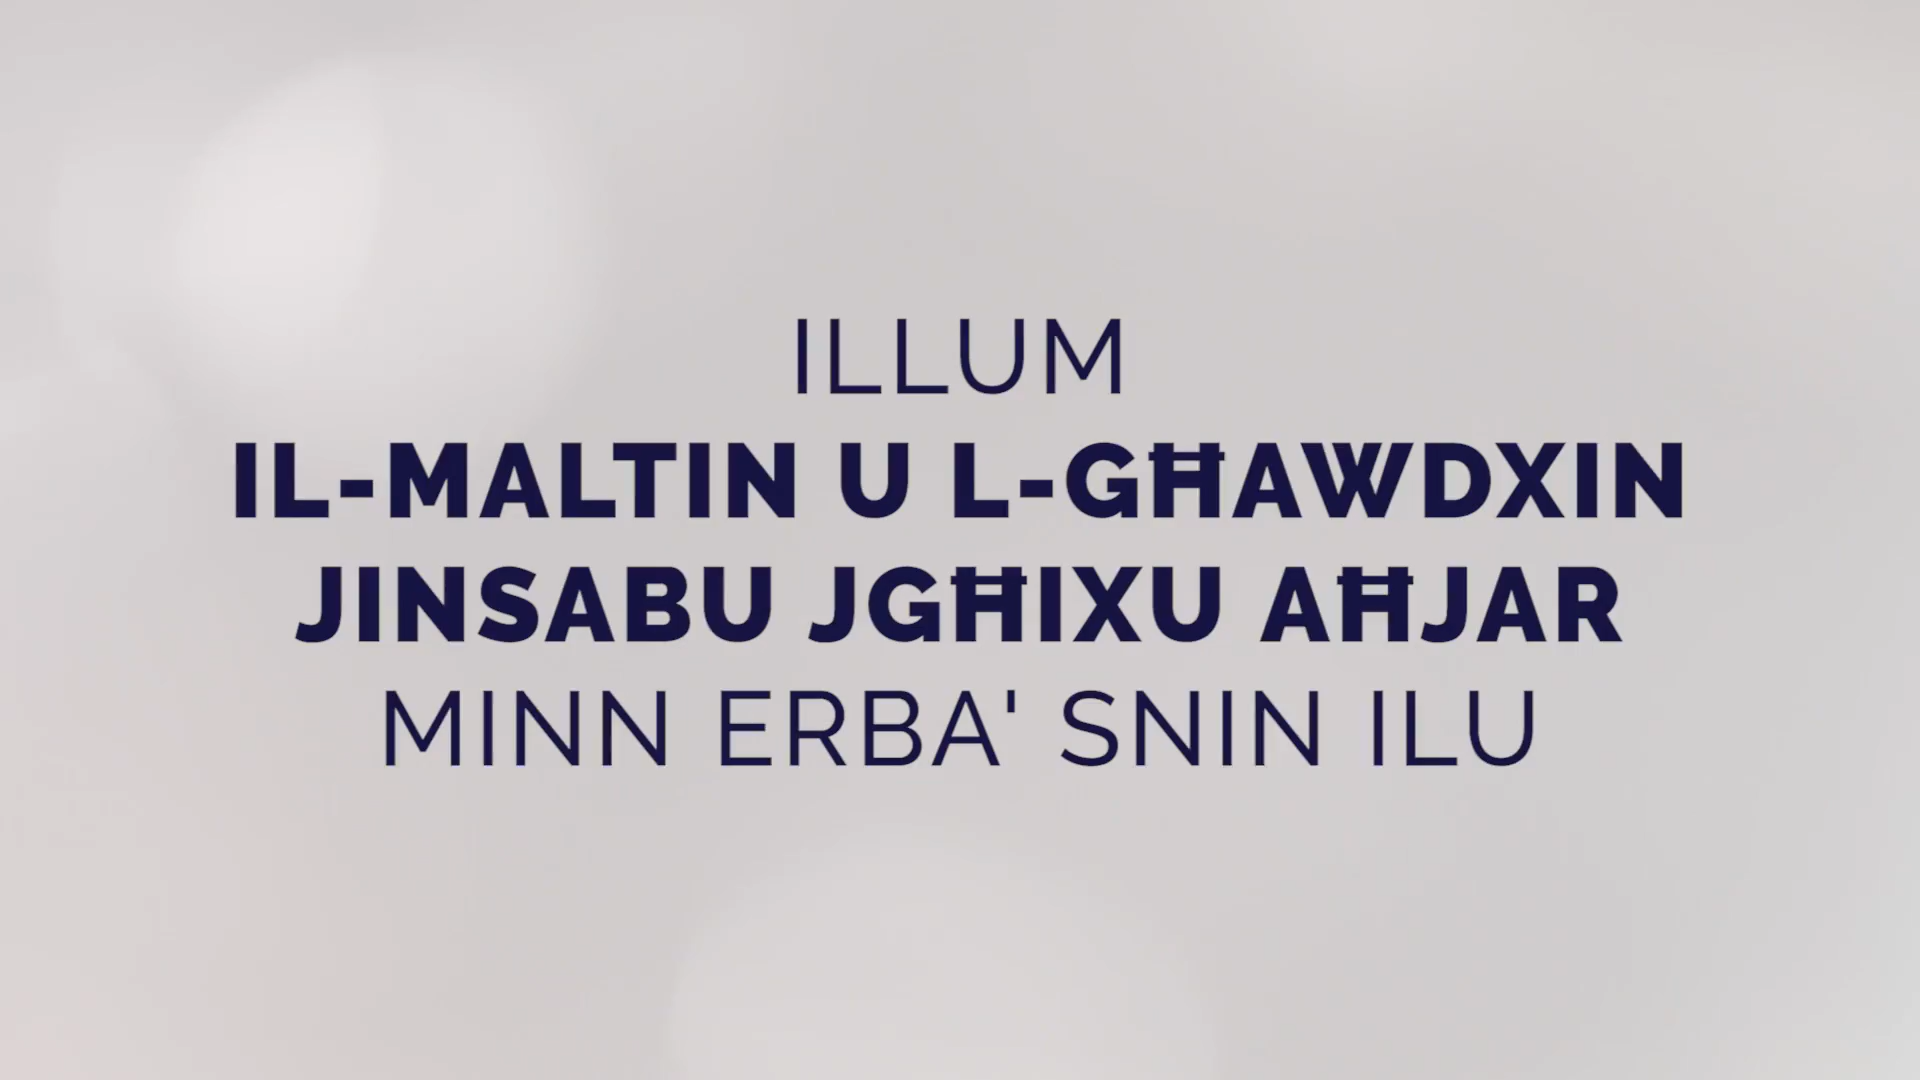 ILLUM
IL-MALTIN U L-GĦAWDXIN
JINSABU JGĦIXU AĦJAR
MINN ERBA' SNIN ILU